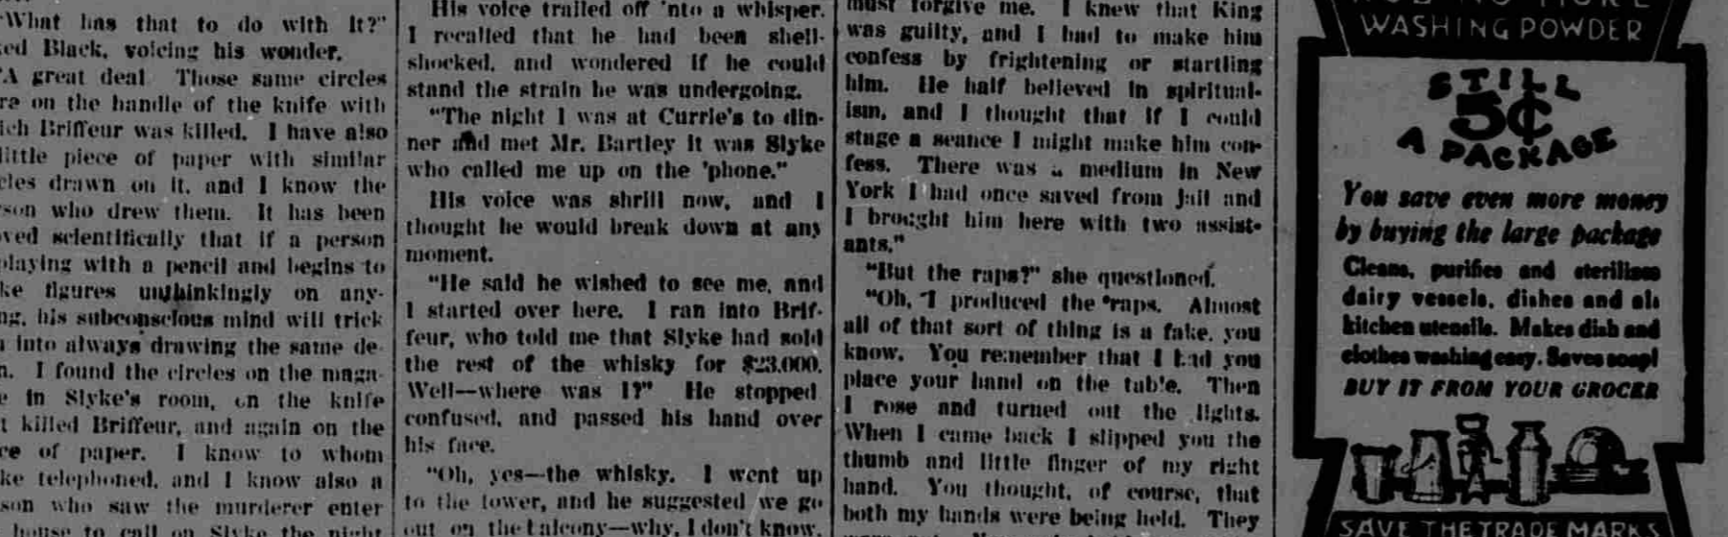 "What has that to do with it?"
ed Black, voicing his wonder.
"A great deal. Those same circles
re on the handle of the knife with
ich Briffeur was killed. I have also
little piece of paper with similar
cles drawn on it, and I know the
son who drew them. It has been
ved scientifically that if a person
playing with a pencil and begins to
ke figures unthinkingly on any-
ng, his subconscious mind will trick
into always drawing the same de-
n. I found the circles on the maga-
e in Slyke's room, on the knife
t killed Briffeur, and again on the
ce of paper. I know to whom
ke telephoned, and I know also a
son who saw the murderer enter
house to call on Slyke the night
His voice trailed off 'nto a whisper.
I recalled that he had been shell-
shocked, and wondered if he could
stand the strain he was undergoing.
"The night I was at Currie's to din-
ner and met Mr. Bartley it was Slyke
who called me up on the 'phone."
His voice was shrill now, and I
thought he would break down at any
moment.
"He said he wished to see me, and
I started over here. I ran into Brif-
feur, who told me that Slyke had sold
the rest of the whisky for $23,000.
Well—where was I?" He stopped
confused, and passed his hand over
his face.
"Oh, yes—the whisky. I went up
to the tower, and he suggested we go
out on the balcony—why, I don't know.
must forgive me. I knew that King
was guilty, and I had to make him
confess by frightening or startling
him. He half believed in spiritual-
ism, and I thought that if I could
stage a seance I might make him con-
fess. There was a medium in New
York I had once saved from jail and
I brought him here with two assist-
ants."
"But the raps?" she questioned.
"Oh, I produced the raps. Almost
all of that sort of thing is a fake, you
know. You remember that I had you
place your hand on the table. Then
I rose and turned out the lights.
When I came back I slipped you the
thumb and little finger of my right
hand. You thought, of course, that
both my hands were being held. They
WASHING POWDER
STILL
5¢
A PACKAGE
You save even more money
by buying the large package
Cleans, purifies and sterilizes
dairy vessels, dishes and all
kitchen utensils. Makes dish and
clothes washing easy. Saves soap!
BUY IT FROM YOUR GROCER
SAVE THE TRADE MARKS